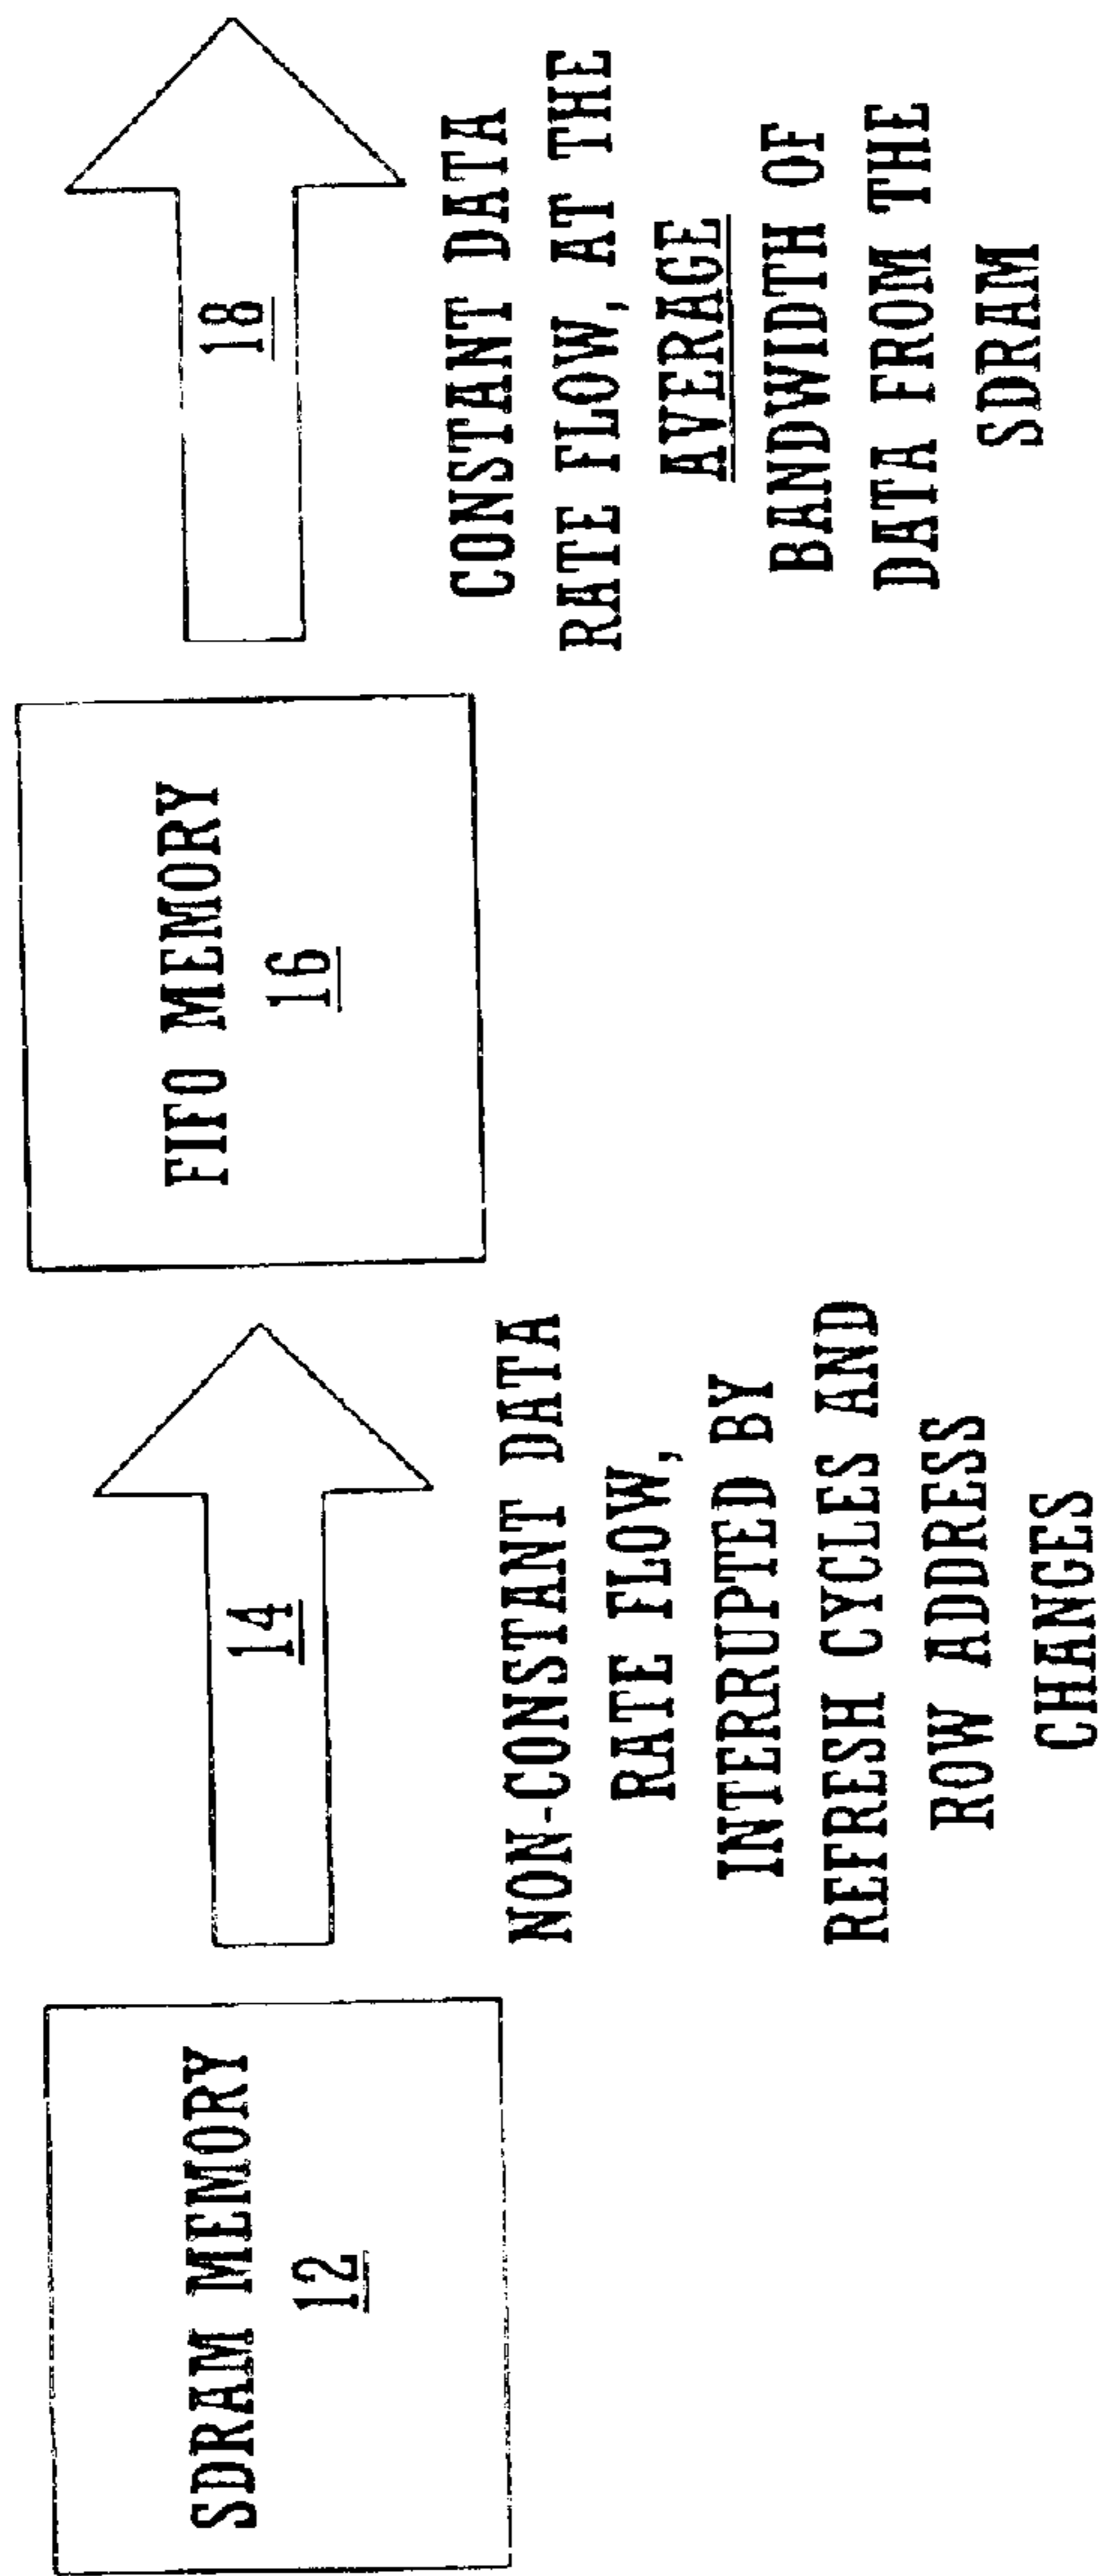 SDRAM MEMORY
12
14
NON-CONSTANT DATA
RATE FLOW,
INTERRUPTED BY
REFRESH CYCLES AND
ROW ADDRESS
CHANGES
FIFO MEMORY
16
18
CONSTANT DATA
RATE FLOW, AT THE
AVERAGE
BANDWIDTH OF
DATA FROM THE
SDRAM